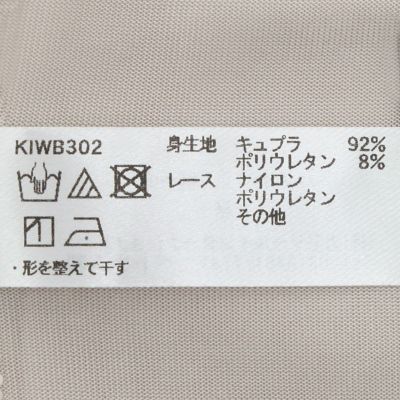 KIWB302
身生地 キュプラ 92%
ポリウレタン 8%
レース ナイロン
ポリウレタン
その他
・形を整えて干す